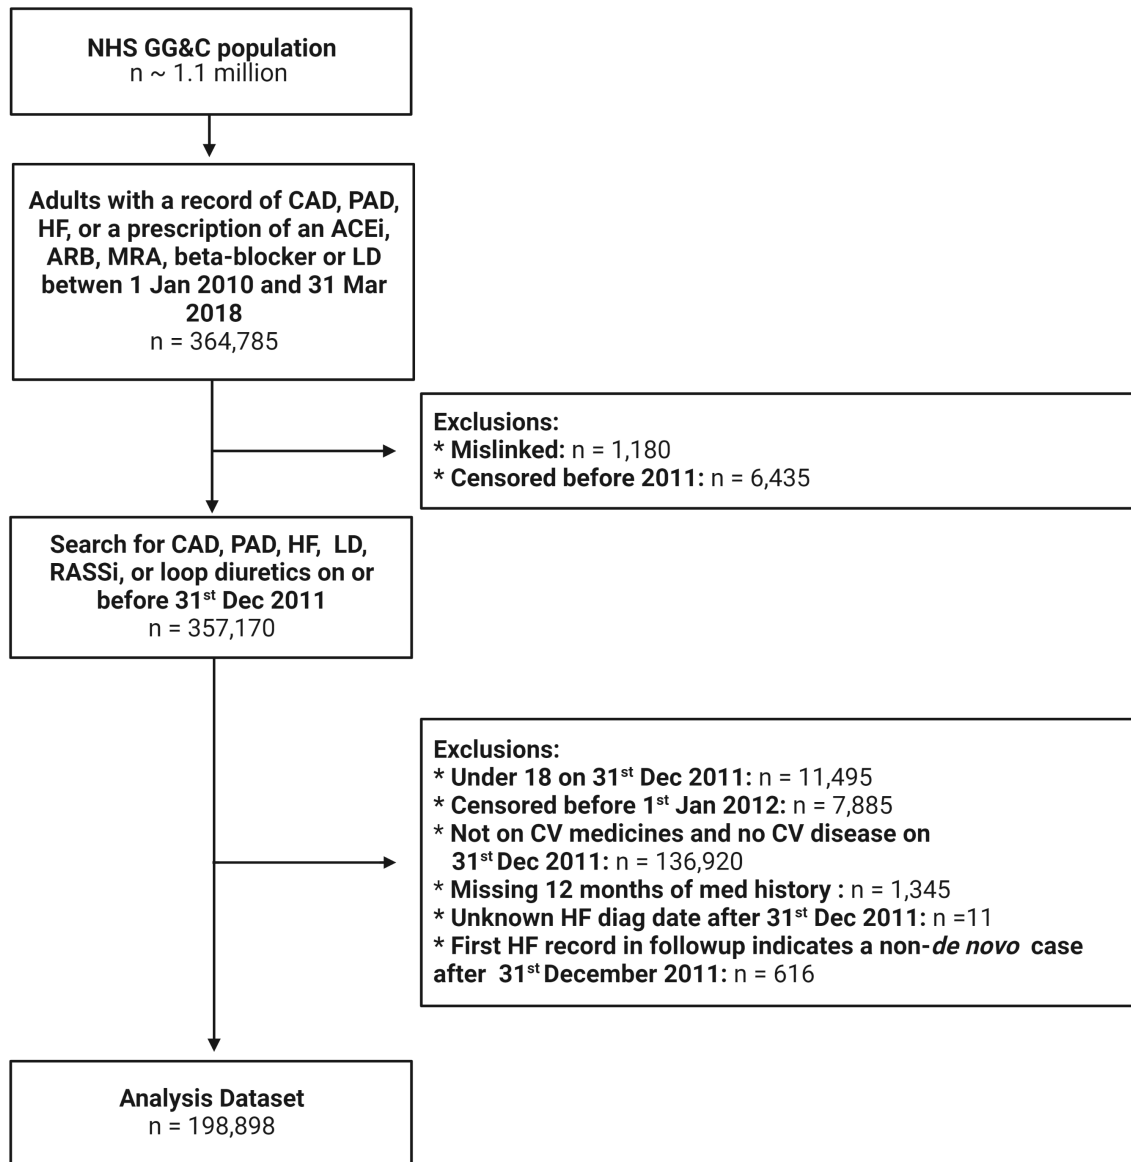 NHS GG&C population
n ~ 1.1 million
Adults with a record of CAD, PAD,
HF, or a prescription of an ACEi,
ARB, MRA, beta-blocker or LD
betwen 1 Jan 2010 and 31 Mar
2018
n = 364,785
Exclusions:
* Mislinked: n = 1,180
* Censored before 2011: n = 6,435
Search for CAD, PAD, HF, LD,
RASSi, or loop diuretics on or
before 31st Dec 2011
n = 357,170
Exclusions:
* Under 18 on 31st Dec 2011: n = 11,495
* Censored before 1st Jan 2012: n = 7,885
* Not on CV medicines and no CV disease on
31st Dec 2011: n = 136,920
* Missing 12 months of med history : n = 1,345
* Unknown HF diag date after 31st Dec 2011: n =11
* First HF record in followup indicates a non-de novo case
after 31st December 2011: n = 616
Analysis Dataset
n = 198,898